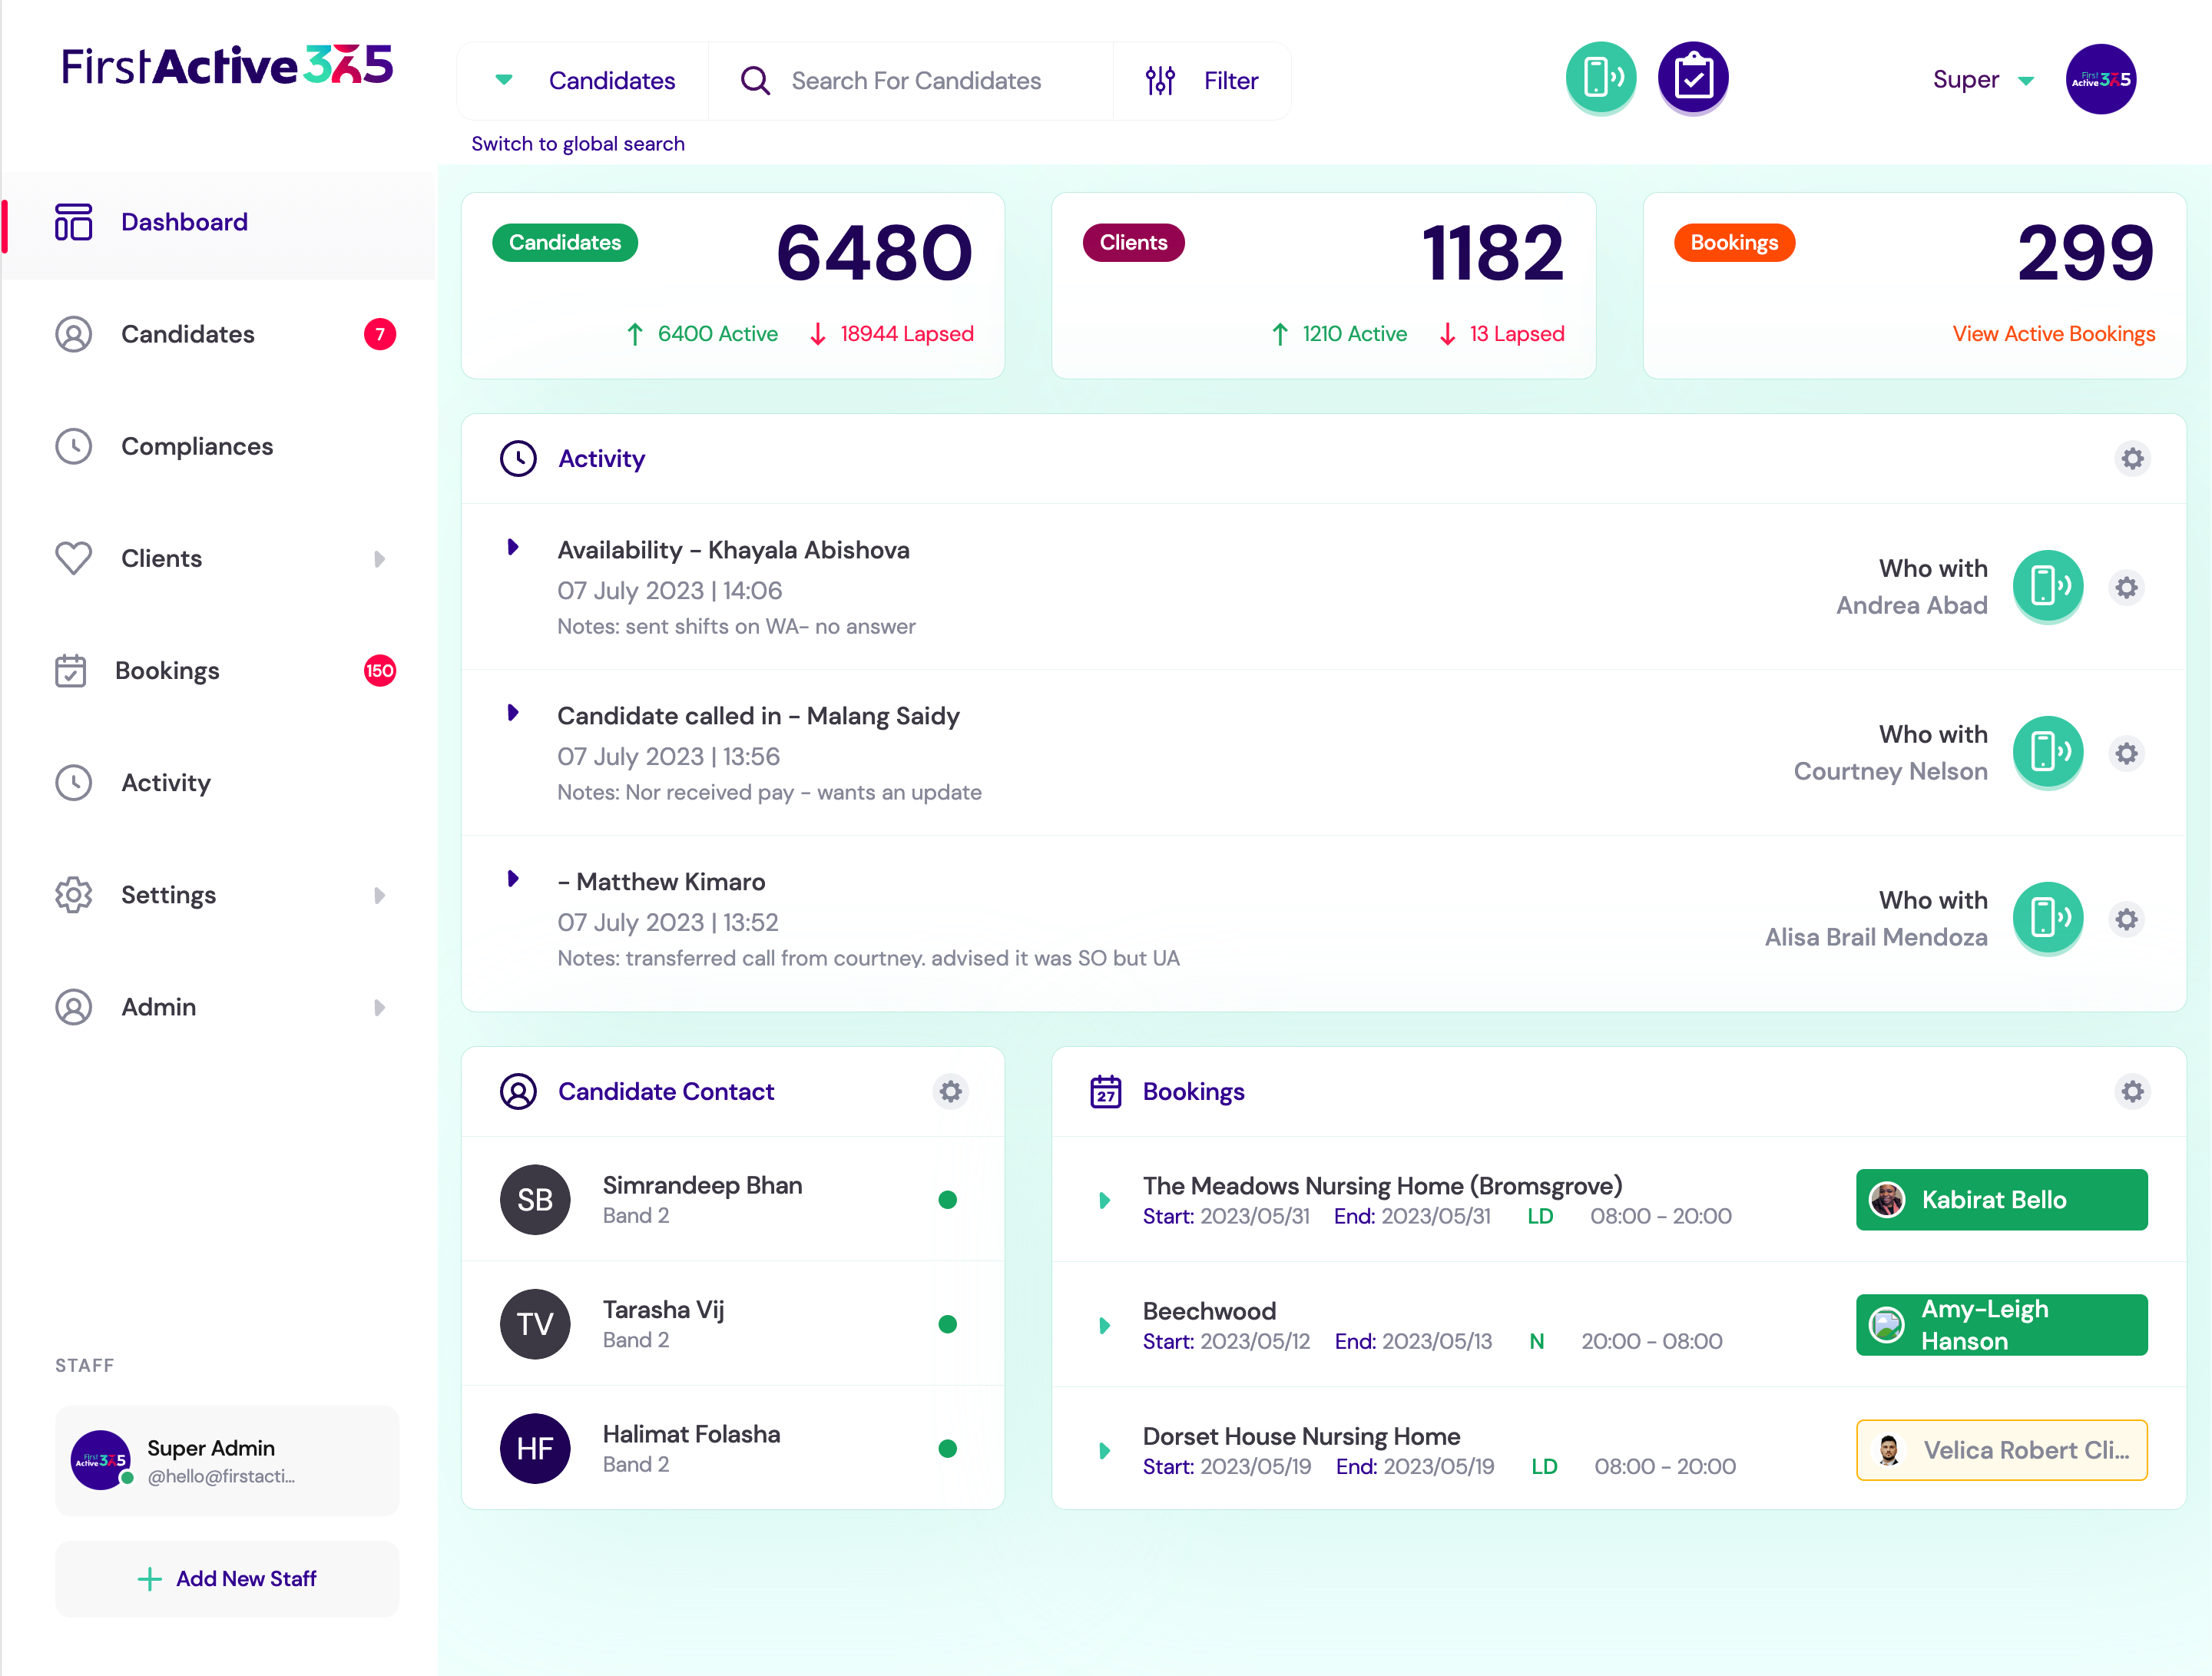 FirstActive365
Candidates
Search For Candidates
Filter
Super
First
Active 365
Switch to global search
Dashboard
Candidates
7
Compliances
Clients
Bookings
150
Activity
Settings
Admin
STAFF
First
Active 365
Super Admin
@hello@firstacti...
Add New Staff
Candidates
6480
6400 Active
18944 Lapsed
Clients
1182
1210 Active
13 Lapsed
Bookings
299
View Active Bookings
Activity
Availability - Khayala Abishova
07 July 2023 | 14:06
Notes: sent shifts on WA- no answer
Who with
Andrea Abad
Candidate called in - Malang Saidy
07 July 2023 | 13:56
Notes: Nor received pay - wants an update
Who with
Courtney Nelson
- Matthew Kimaro
07 July 2023 | 13:52
Notes: transferred call from courtney. advised it was SO but UA
Who with
Alisa Brail Mendoza
Candidate Contact
SB
Simrandeep Bhan
Band 2
TV
Tarasha Vij
Band 2
HF
Halimat Folasha
Band 2
27
Bookings
The Meadows Nursing Home (Bromsgrove)
Start: 2023/05/31 End: 2023/05/31 LD 08:00 - 20:00
Kabirat Bello
Beechwood
Start: 2023/05/12 End: 2023/05/13 N 20:00 - 08:00
Amy-Leigh
Hanson
Dorset House Nursing Home
Start: 2023/05/19 End: 2023/05/19 LD 08:00 - 20:00
Velica Robert Cli...